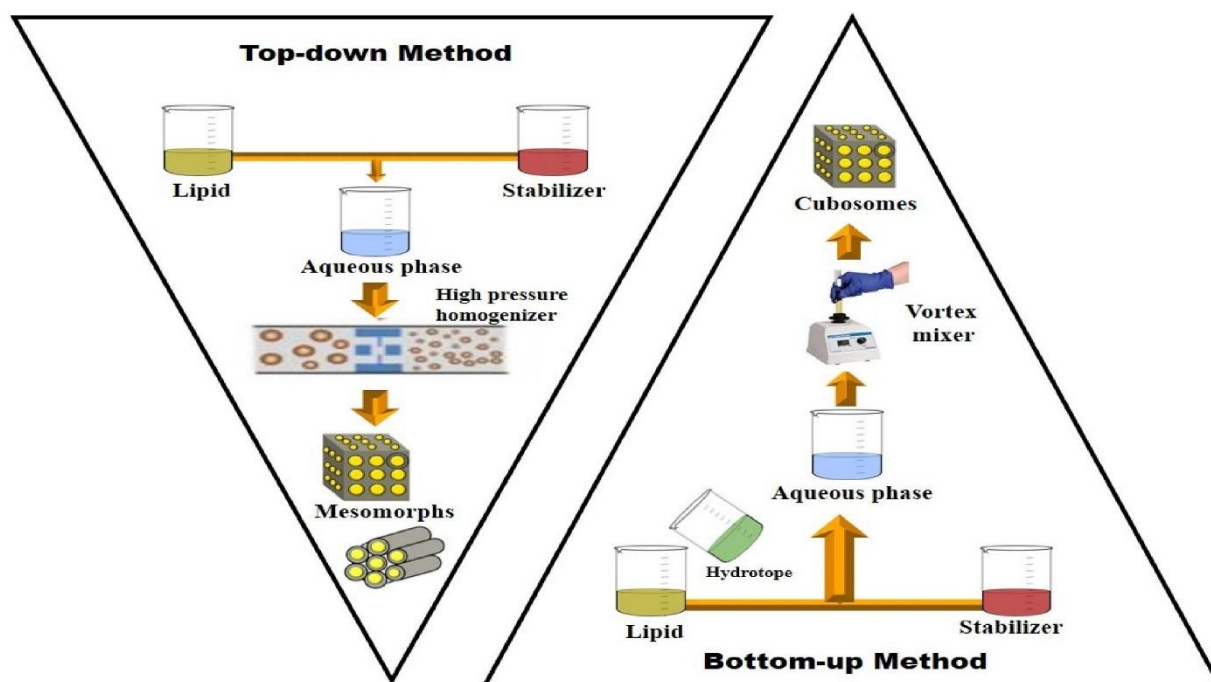 Top-down Method
Lipid
Stabilizer
Aqueous phase
High pressure
homogenizer
Mesomorphs
Cubosomes
Vortex
mixer
Aqueous phase
Hydrotope
Lipid
Stabilizer
Bottom-up Method